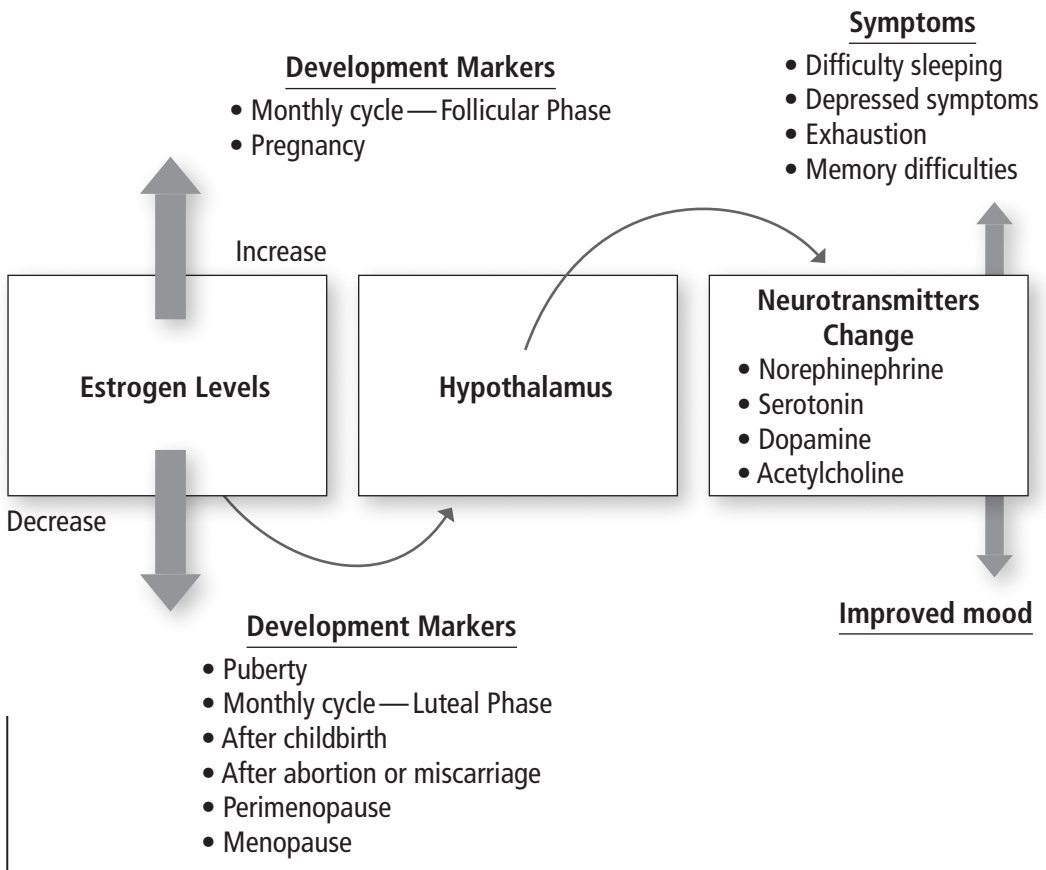 Symptoms
• Difficulty sleeping
• Depressed symptoms
• Exhaustion
• Memory difficulties
Development Markers
• Monthly cycle — Follicular Phase
• Pregnancy
Increase
Estrogen Levels
Decrease
Hypothalamus
Neurotransmitters
Change
• Norephinephrine
• Serotonin
• Dopamine
• Acetylcholine
Improved mood
Development Markers
• Puberty
• Monthly cycle — Luteal Phase
• After childbirth
• After abortion or miscarriage
• Perimenopause
• Menopause